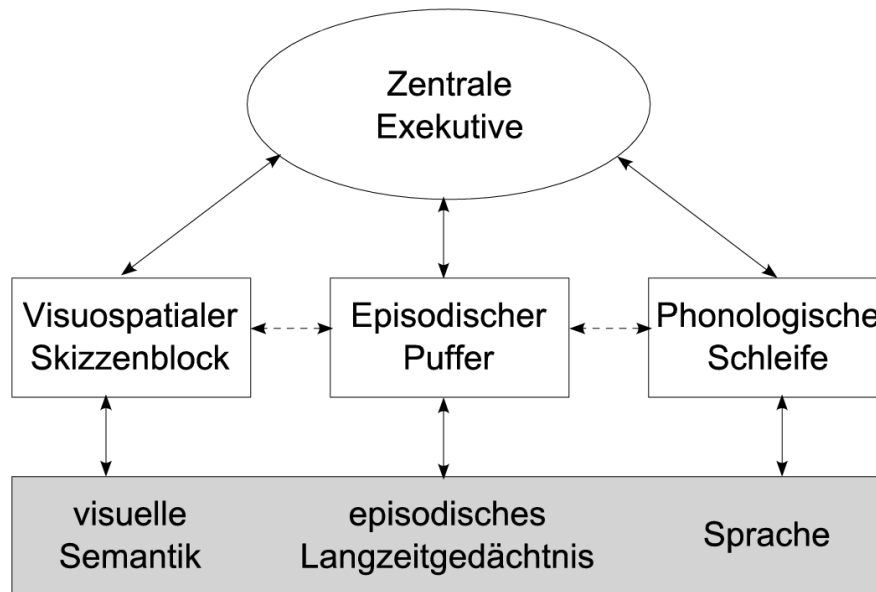 Zentrale
Exekutive
Visuospatialer
Skizzenblock
Episodischer
Puffer
Phonologische
Schleife
visuelle
Semantik
episodisches
Langzeitgedächtnis
Sprache